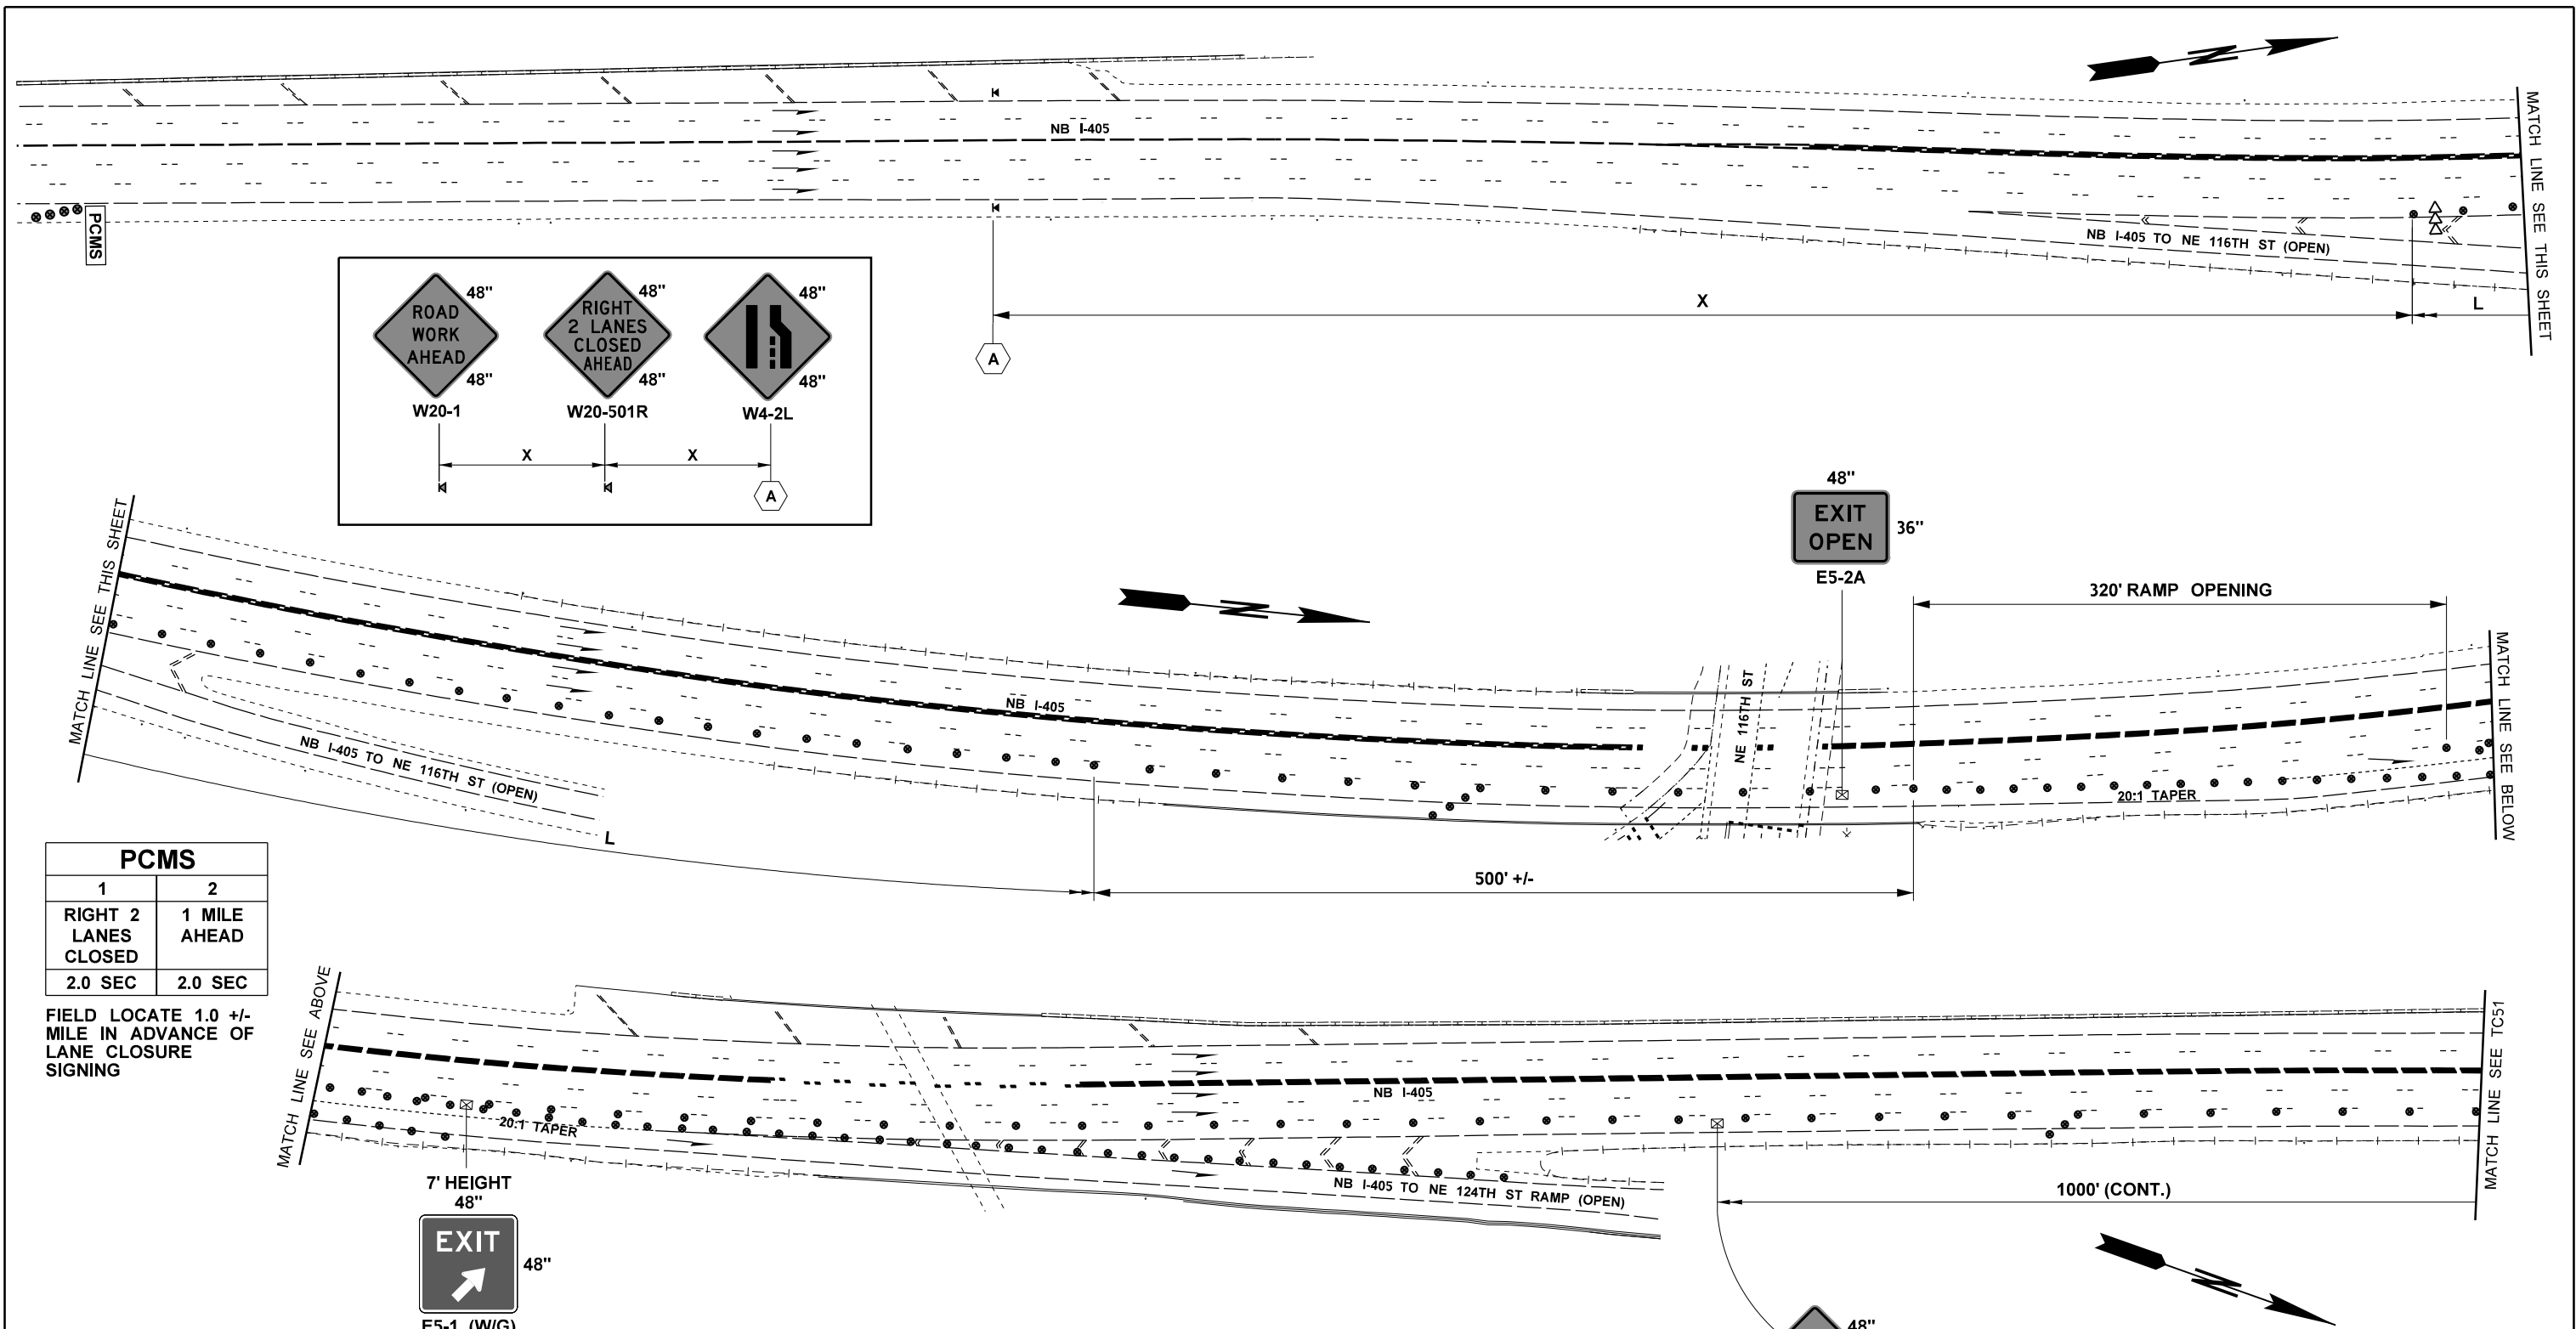 NB I-405
MATCH LINE SEE THIS SHEET
PCMS
NB I-405 TO NE 116TH ST (OPEN)
X
L
A
ROAD
WORK
AHEAD
48"
48"
W20-1
RIGHT
2 LANES
CLOSED
AHEAD
48"
48"
W20-501R
48"
48"
W4-2L
X
X
A
MATCH LINE SEE THIS SHEET
48"
EXIT
OPEN
36"
E5-2A
320' RAMP OPENING
NB I-405
NE 116TH ST
MATCH LINE SEE BELOW
NB I-405 TO NE 116TH ST (OPEN)
20:1 TAPER
L
500' +/-
PCMS
1 2
RIGHT 2 LANES CLOSED
1 MILE AHEAD
2.0 SEC 2.0 SEC
FIELD LOCATE 1.0 +/-
MILE IN ADVANCE OF
LANE CLOSURE
SIGNING
MATCH LINE SEE ABOVE
NB I-405
MATCH LINE SEE TC51
20:1 TAPER
7' HEIGHT
48"
NB I-405 TO NE 124TH ST RAMP (OPEN)
1000' (CONT.)
EXIT
48"
E5-1 (W/G)
48"